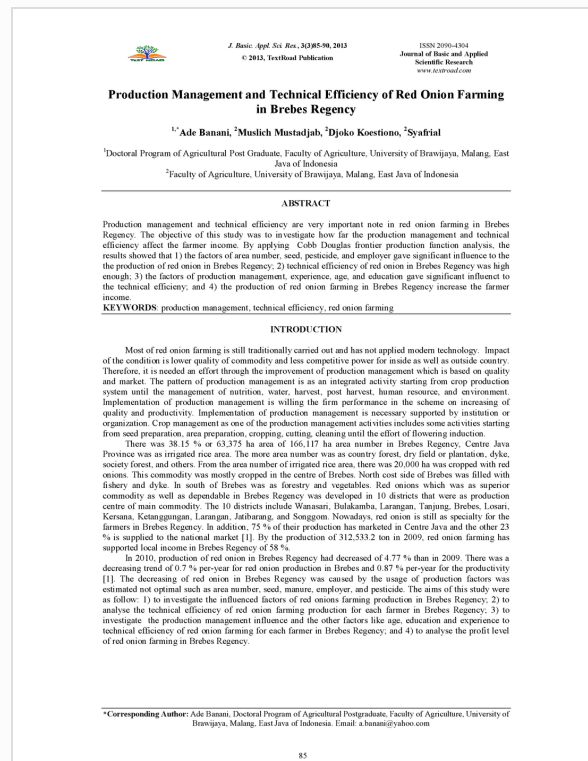 J. Basic. Appl. Sci. Res., 3(3)85-90, 2013
© 2013, TextRoad Publication
ISSN 2090-4304
Journal of Basic and Applied
Scientific Research
www.textroad.com
TEXT ROAD
Production Management and Technical Efficiency of Red Onion Farming
in Brebes Regency
1,*Ade Banani, 2Muslich Mustadjab, 2Djoko Koestiono, 2Syafrial
1Doctoral Program of Agricultural Post Graduate, Faculty of Agriculture, University of Brawijaya, Malang, East
Java of Indonesia
2Faculty of Agriculture, University of Brawijaya, Malang, East Java of Indonesia
ABSTRACT
Production management and technical efficiency are very important note in red onion farming in Brebes
Regency. The objective of this study was to investigate how far the production management and technical
efficiency affect the farmer income. By applying Cobb Douglas frontier production function analysis, the
results showed that 1) the factors of area number, seed, pesticide, and employer gave significant influence to the
the production of red onion in Brebes Regency; 2) technical efficiency of red onion in Brebes Regency was high
enough; 3) the factors of production management, experience, age, and education gave significant influenct to
the technical efficieny; and 4) the production of red onion farming in Brebes Regency increase the farmer
income.
KEYWORDS: production management, technical efficiency, red onion farming
INTRODUCTION
Most of red onion farming is still traditionally carried out and has not applied modern technology. Impact
of the condition is lower quality of commodity and less competitive power for inside as well as outside country.
Therefore, it is needed an effort through the improvement of production management which is based on quality
and market. The pattern of production management is as an integrated activity starting from crop production
system until the management of nutrition, water, harvest, post harvest, human resource, and environment.
Implementation of production management is willing the firm performance in the scheme on increasing of
quality and productivity. Implementation of production management is necessary supported by institution or
organization. Crop management as one of the production management activities includes some activities starting
from seed preparation, area preparation, cropping, cutting, cleaning until the effort of flowering induction.
There was 38.15 % or 63,375 ha area of 166,117 ha area number in Brebes Regency, Centre Java
Province was as irrigated rice area. The more area number was as country forest, dry field or plantation, dyke,
society forest, and others. From the area number of irrigated rice area, there was 20,000 ha was cropped with red
onions. This commodity was mostly cropped in the centre of Brebes. North cost side of Brebes was filled with
fishery and dyke. In south of Brebes was as forestry and vegetables. Red onions which was as superior
commodity as well as dependable in Brebes Regency was developed in 10 districts that were as production
centre of main commodity. The 10 districts include Wanasari, Bulakamba, Larangan, Tanjung, Brebes, Losari,
Kersana, Ketanggungan, Larangan, Jatibarang, and Songgom. Nowadays, red onion is still as specialty for the
farmers in Brebes Regency. In addition, 75 % of their production has marketed in Centre Java and the other 23
% is supplied to the national market [1]. By the production of 312,533.2 ton in 2009, red onion farming has
supported local income in Brebes Regency of 58 %.
In 2010, production of red onion in Brebes Regency had decreased of 4.77 % than in 2009. There was a
decreasing trend of 0.7 % per-year for red onion production in Brebes and 0.87 % per-year for the productivity
[1]. The decreasing of red onion in Brebes Regency was caused by the usage of production factors was
estimated not optimal such as area number, seed, manure, employer, and pesticide. The aims of this study were
as follow: 1) to investigate the influenced factors of red onions farming production in Brebes Regency; 2) to
analyse the technical efficiency of red onion farming production for each farmer in Brebes Regency; 3) to
investigate the production management influence and the other factors like age, education and experience to
technical efficiency of red onion farming for each farmer in Brebes Regency; and 4) to analyse the profit level
of red onion farming in Brebes Regency.
*Corresponding Author: Ade Banani, Doctoral Program of Agricultural Postgraduate, Faculty of Agriculture, University of
Brawijaya, Malang, East Java of Indonesia. Email: a.banani@yahoo.com
85